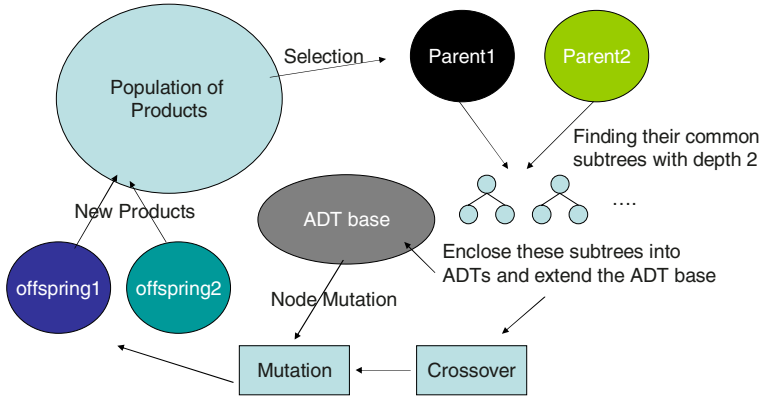 Selection
Parent1
Parent2
Population of
Products
Finding their common
subtrees with depth 2
....
New Products
ADT base
Enclose these subtrees into
ADTs and extend the ADT base
offspring1
offspring2
Node Mutation
Mutation
Crossover